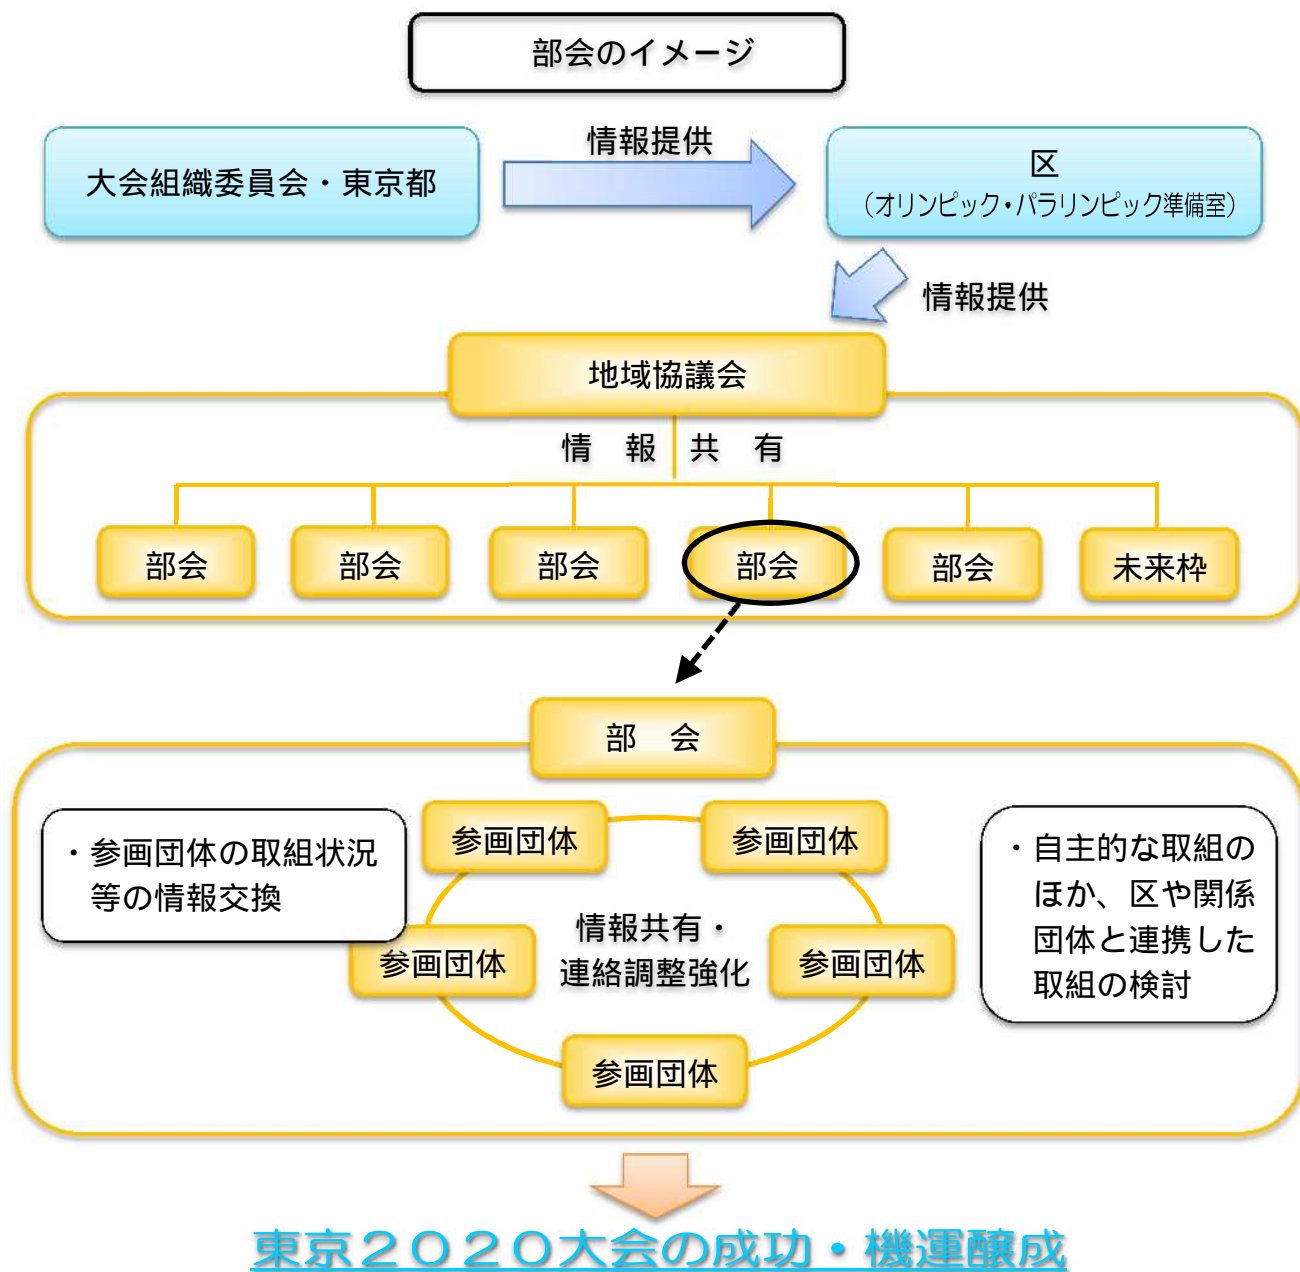 部会のイメージ
大会組織委員会・東京都
情報提供
区
（オリンピック・パラリンピック準備室）
情報提供
地域協議会
情　報　共　有
部会
部会
部会
部会
部会
未来枠
部　会
・参画団体の取組状況
等の情報交換
参画団体
参画団体
参画団体
参画団体
参画団体
情報共有・
連絡調整強化
・自主的な取組の
ほか、区や関係
団体と連携した
取組の検討
東京２０２０大会の成功・機運醸成